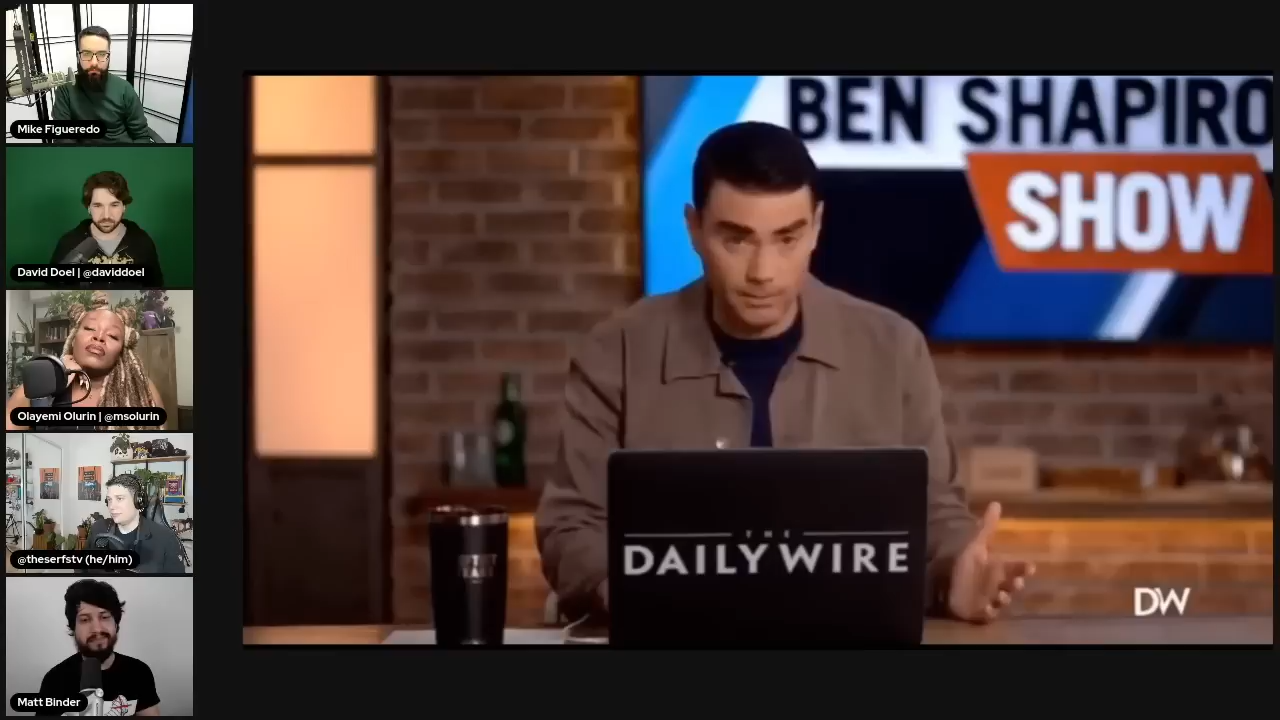 Mike Figueredo
David Doel | @daviddoel
Olayemi Olurin | @msolurin
@theserfstv (he/him)
Matt Binder
BEN SHAPIRO
SHOW
THE
DAILY WIRE
DW